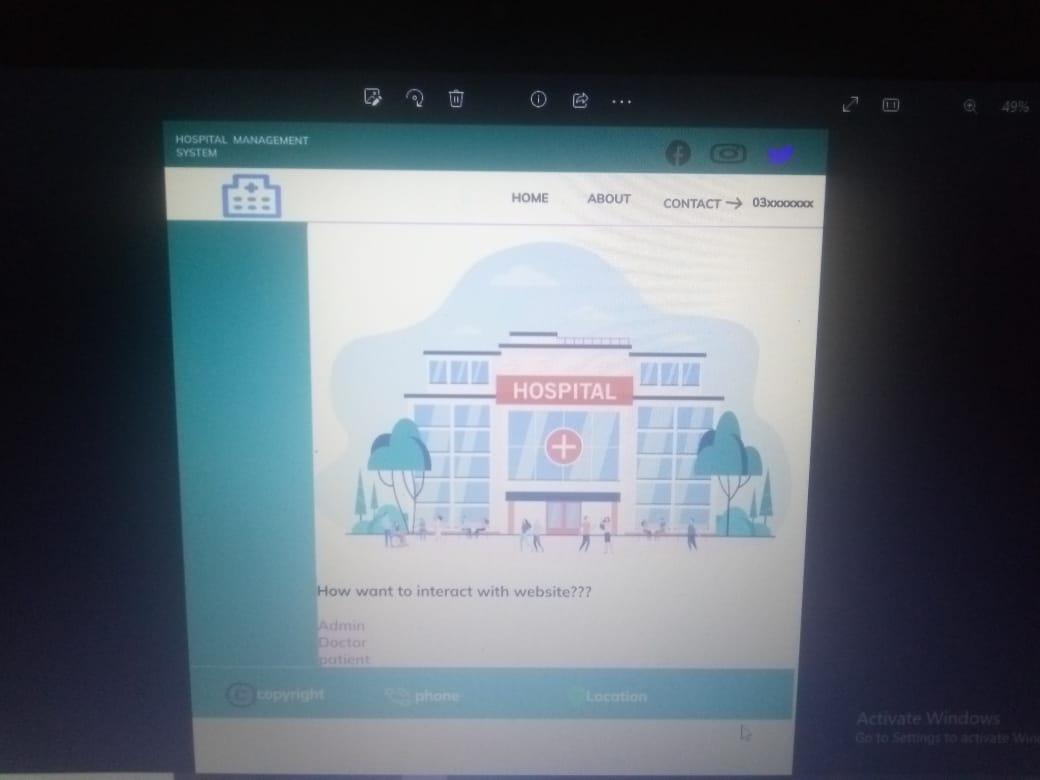 49%
HOSPITAL MANAGEMENT
SYSTEM
HOME
ABOUT
CONTACT → 03xxxxxxx
HOSPITAL
How want to interact with website???
Admin
Doctor
patient
© copyright
phone
Location
Activate Windows
Go to Settings to activate